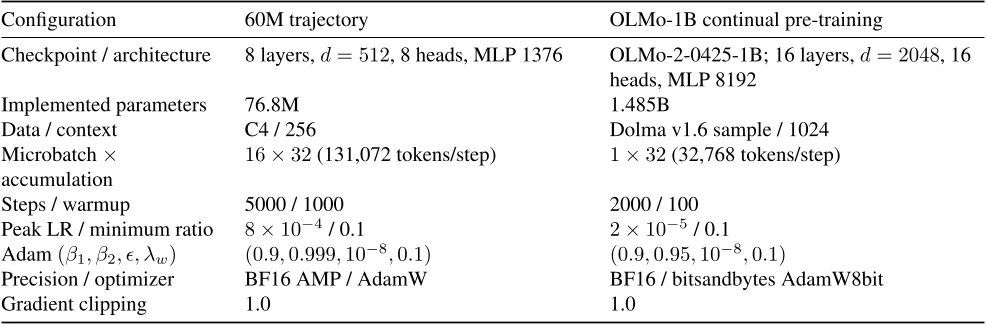 Configuration 60M trajectory OLMo-1B continual pre-training
Checkpoint / architecture 8 layers, d = 512, 8 heads, MLP 1376 OLMo-2-0425-1B; 16 layers, d = 2048, 16
heads, MLP 8192
Implemented parameters 76.8M 1.485B
Data / context C4 / 256 Dolma v1.6 sample / 1024
Microbatch × 16 × 32 (131,072 tokens/step) 1 × 32 (32,768 tokens/step)
accumulation
Steps / warmup 5000 / 1000 2000 / 100
Peak LR / minimum ratio 8 × 10⁻⁴ / 0.1 2 × 10⁻⁵ / 0.1
Adam (β₁, β₂, ϵ, λ_w) (0.9, 0.999, 10⁻⁸, 0.1) (0.9, 0.95, 10⁻⁸, 0.1)
Precision / optimizer BF16 AMP / AdamW BF16 / bitsandbytes AdamW8bit
Gradient clipping 1.0 1.0